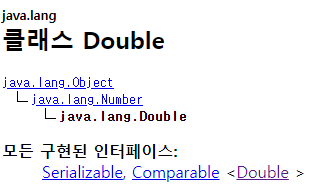 java.lang
클래스 Double
java.lang.Object
java.lang.Number
java.lang.Double
모든 구현된 인터페이스:
Serializable, Comparable <Double >